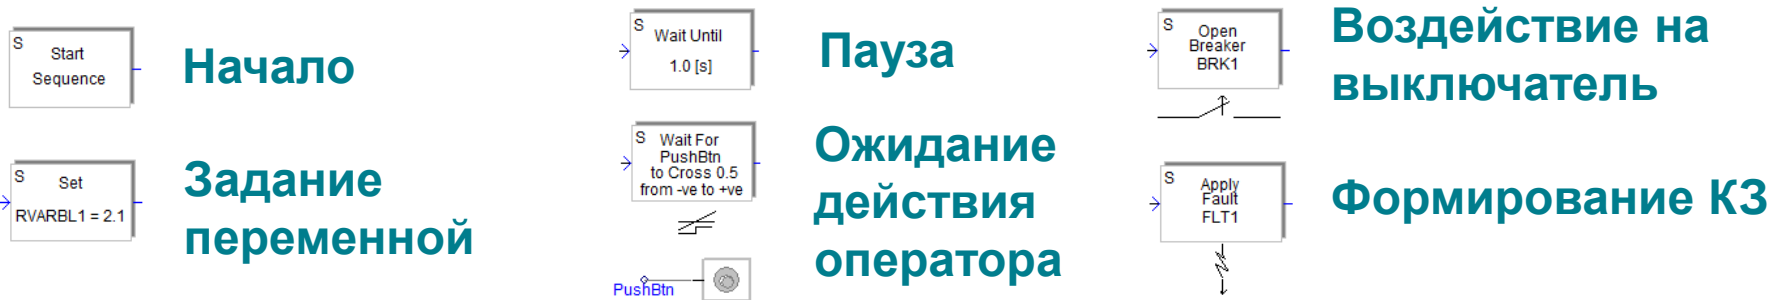 S
Start
Sequence
Начало
S
Set
RVARBL1 = 2.1
Задание
переменной
S
Wait Until
1.0 [s]
Пауза
S
Wait For
PushBtn
to Cross 0.5
from -ve to +ve
PushBtn
Ожидание
действия
оператора
S
Open
Breaker
BRK1
Воздействие на
выключатель
S
Apply
Fault
FLT1
Формирование КЗ